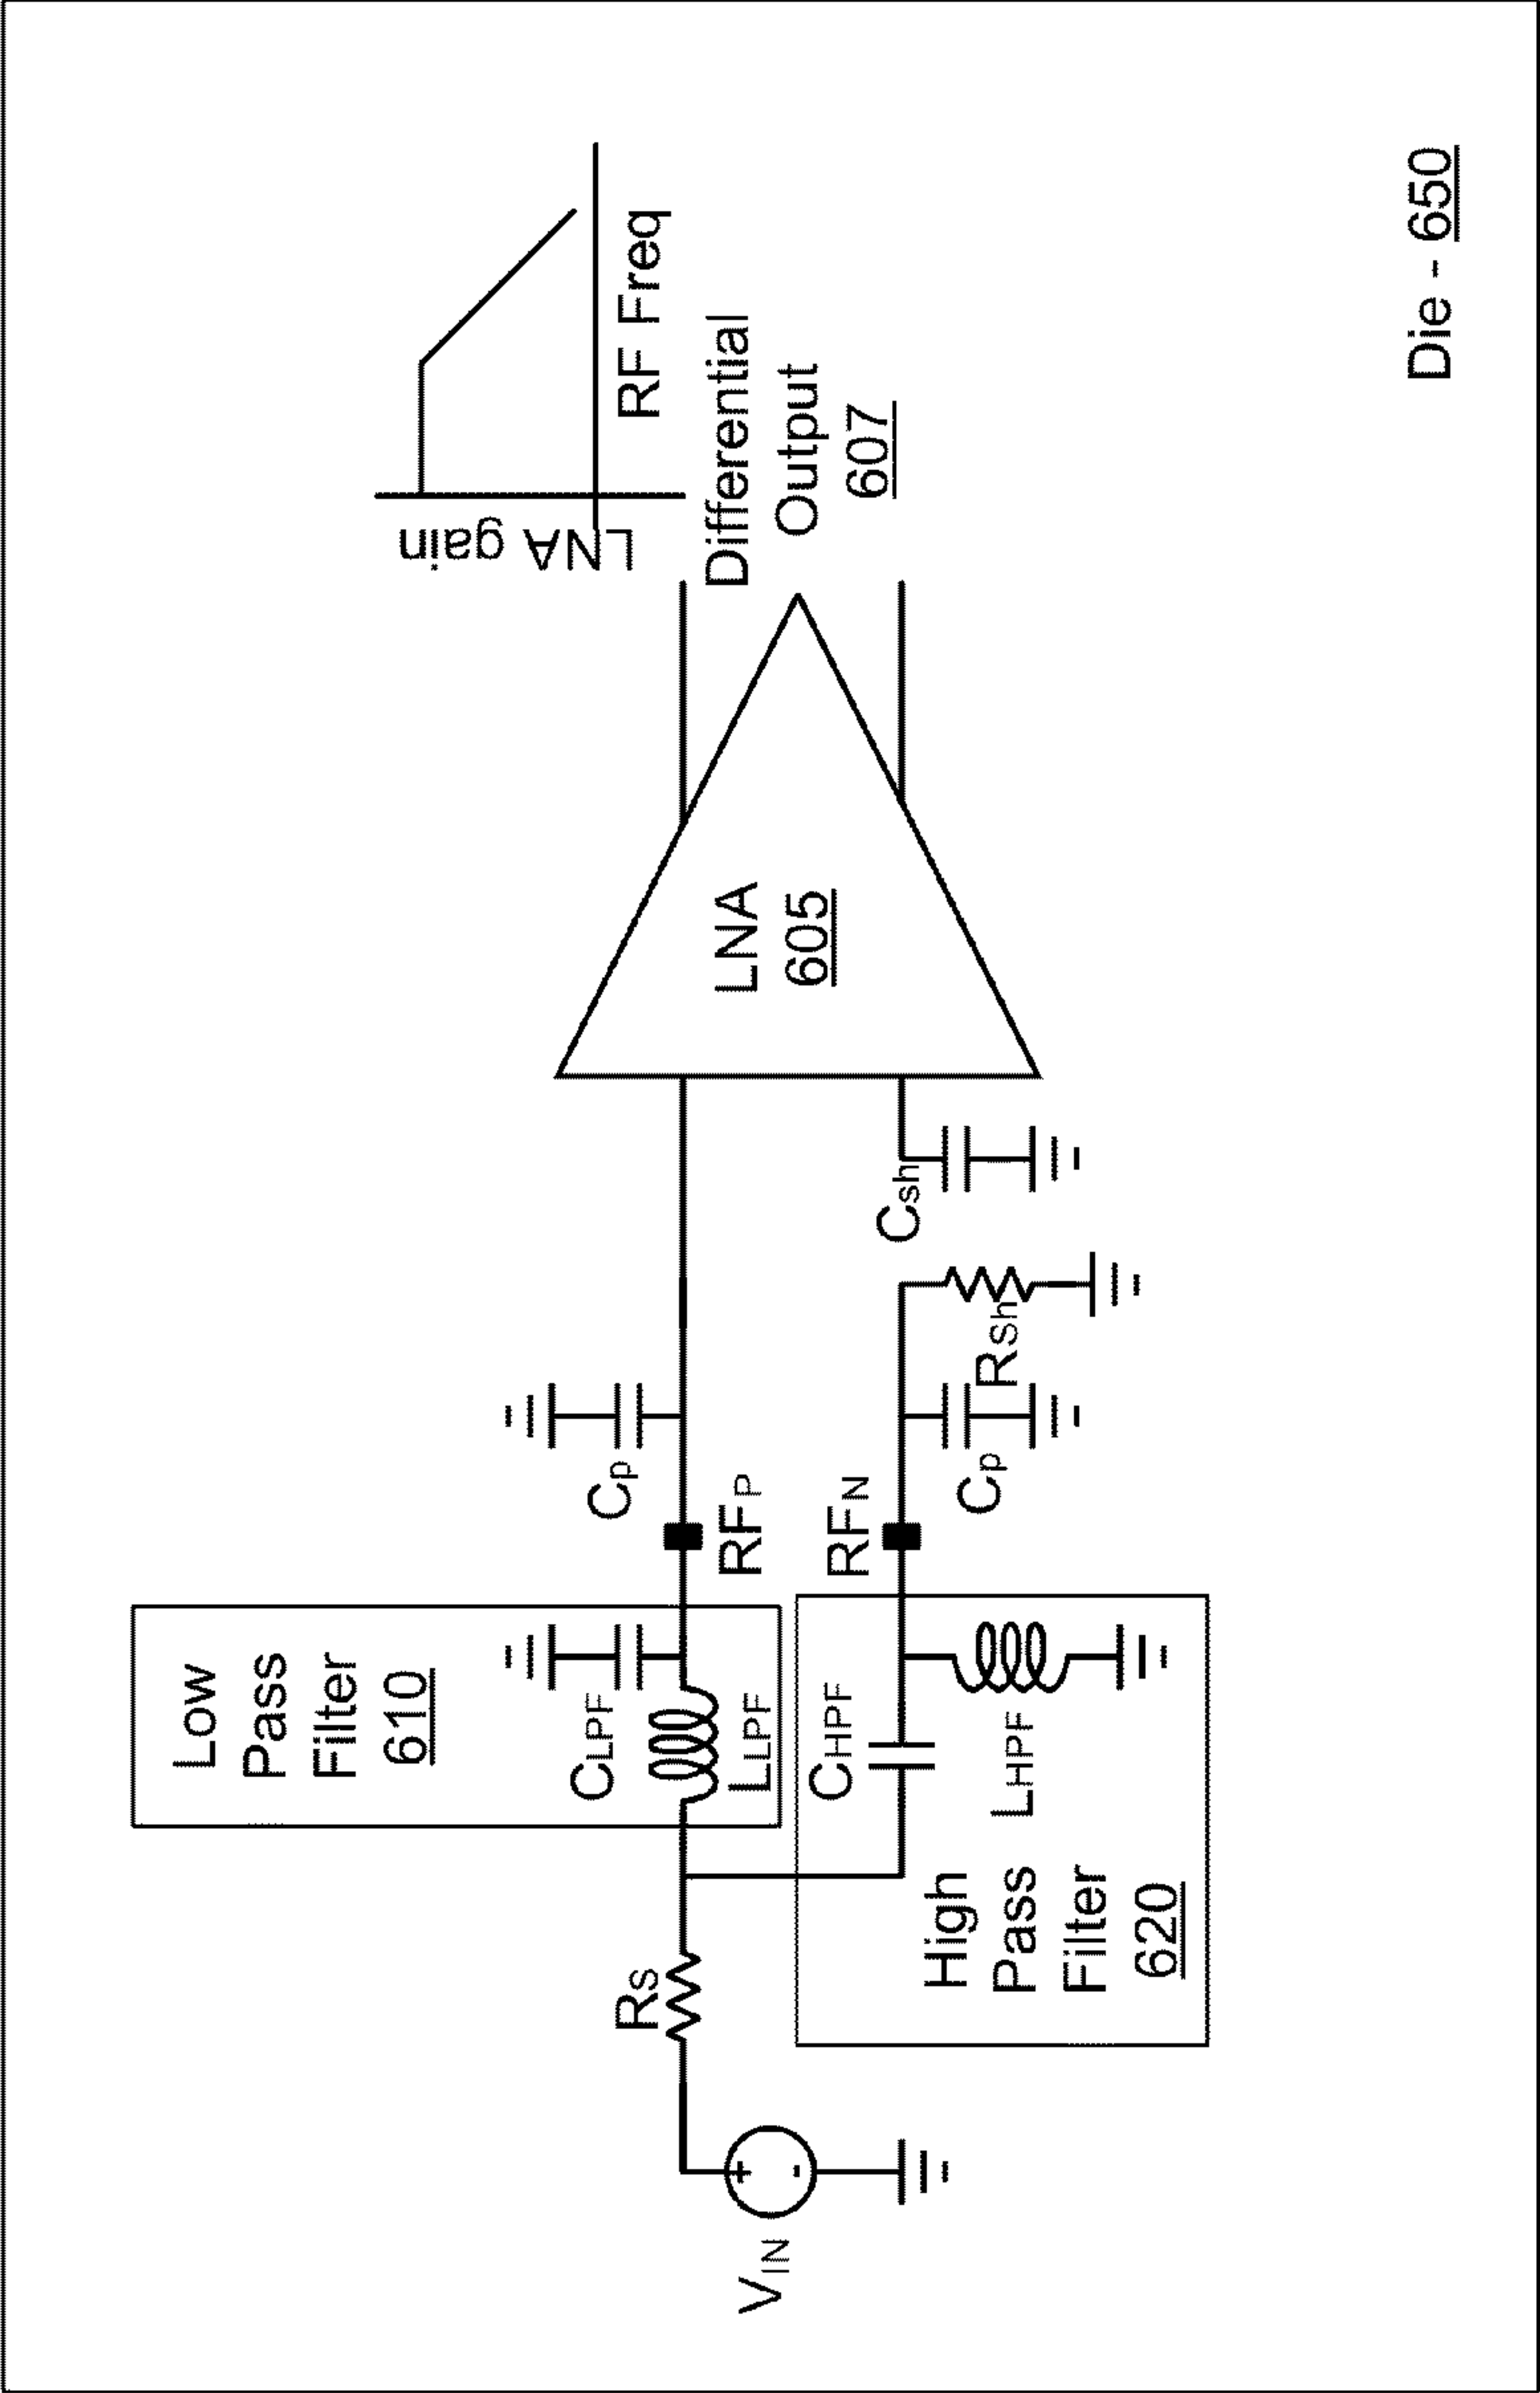 LNA gain
RF Freq
Low
Pass
Filter
610
CLPF
LLPF
Cp
RFP
RS
VIN
+
-
CHPF
LHPF
High
Pass
Filter
620
RFN
Cp
RSh
Csh
LNA
605
Differential
Output
607
Die - 650